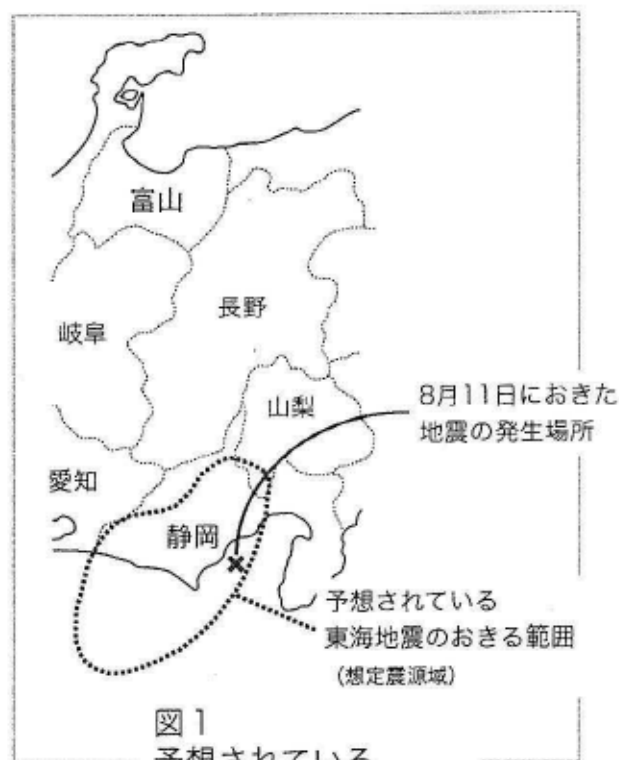 富山
長野
岐阜
山梨
8月11日におきた
地震の発生場所
愛知
静岡
予想されている
東海地震のおきる範囲
(想定震源域)
図1
予想されている